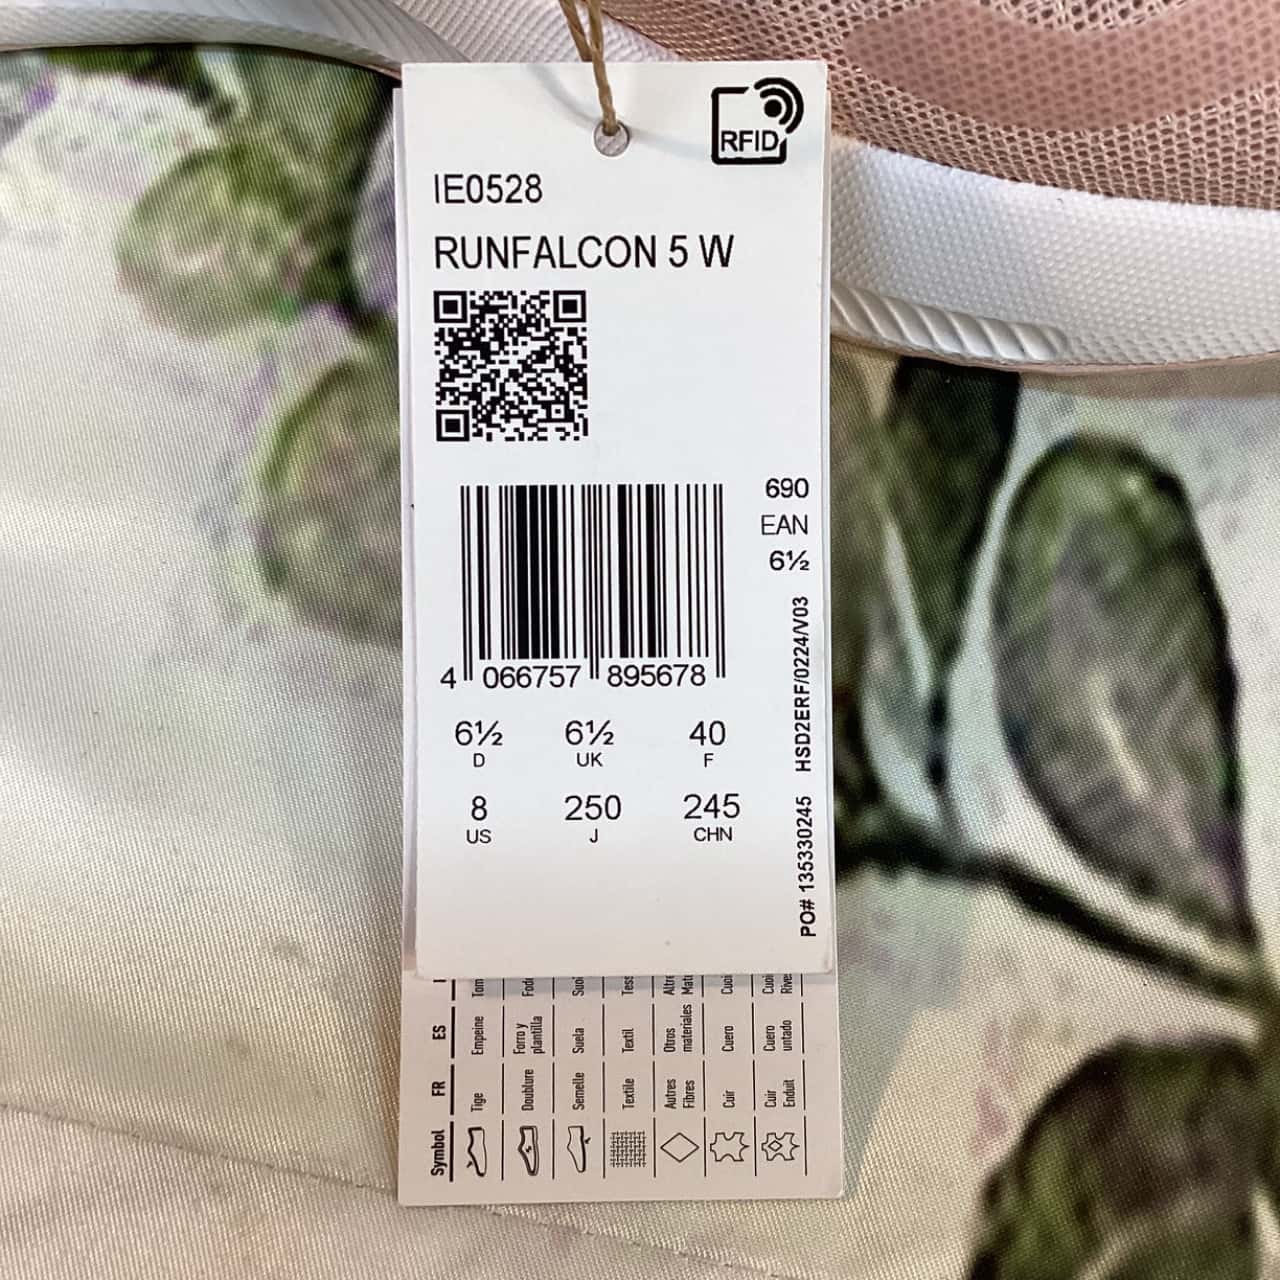 RFID
IE0528
RUNFALCON 5 W
690
EAN
6½
4 066757 895678
6½ 6½ 40
D UK F
8 250 245
US J CHN
PO# 135330245 HSD2ERF/0224/V03
Symbol FR ES
Tige Empeine
Doublure Forro y plantilla
Semelle Suela
Textile Textil
Autres Fibres Otros materiales
Cuir Cuero
Cuir Enduit Cuero untado